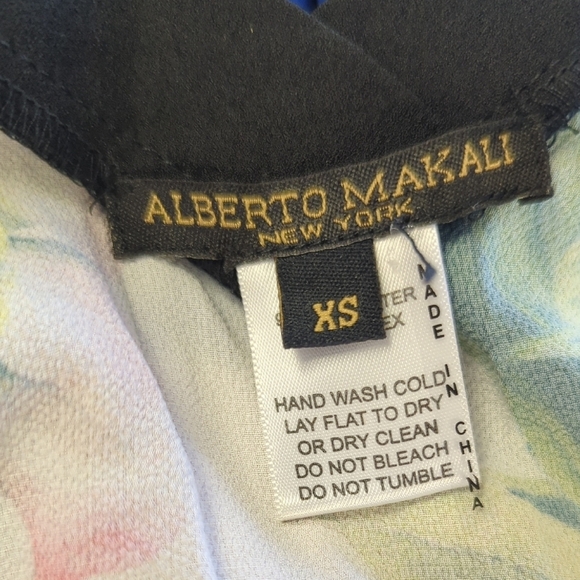 ALBERTO MAKALI
NEW YORK
XS
HAND WASH COLD
LAY FLAT TO DRY
OR DRY CLEAN
DO NOT BLEACH
DO NOT TUMBLE
MADE IN CHINA